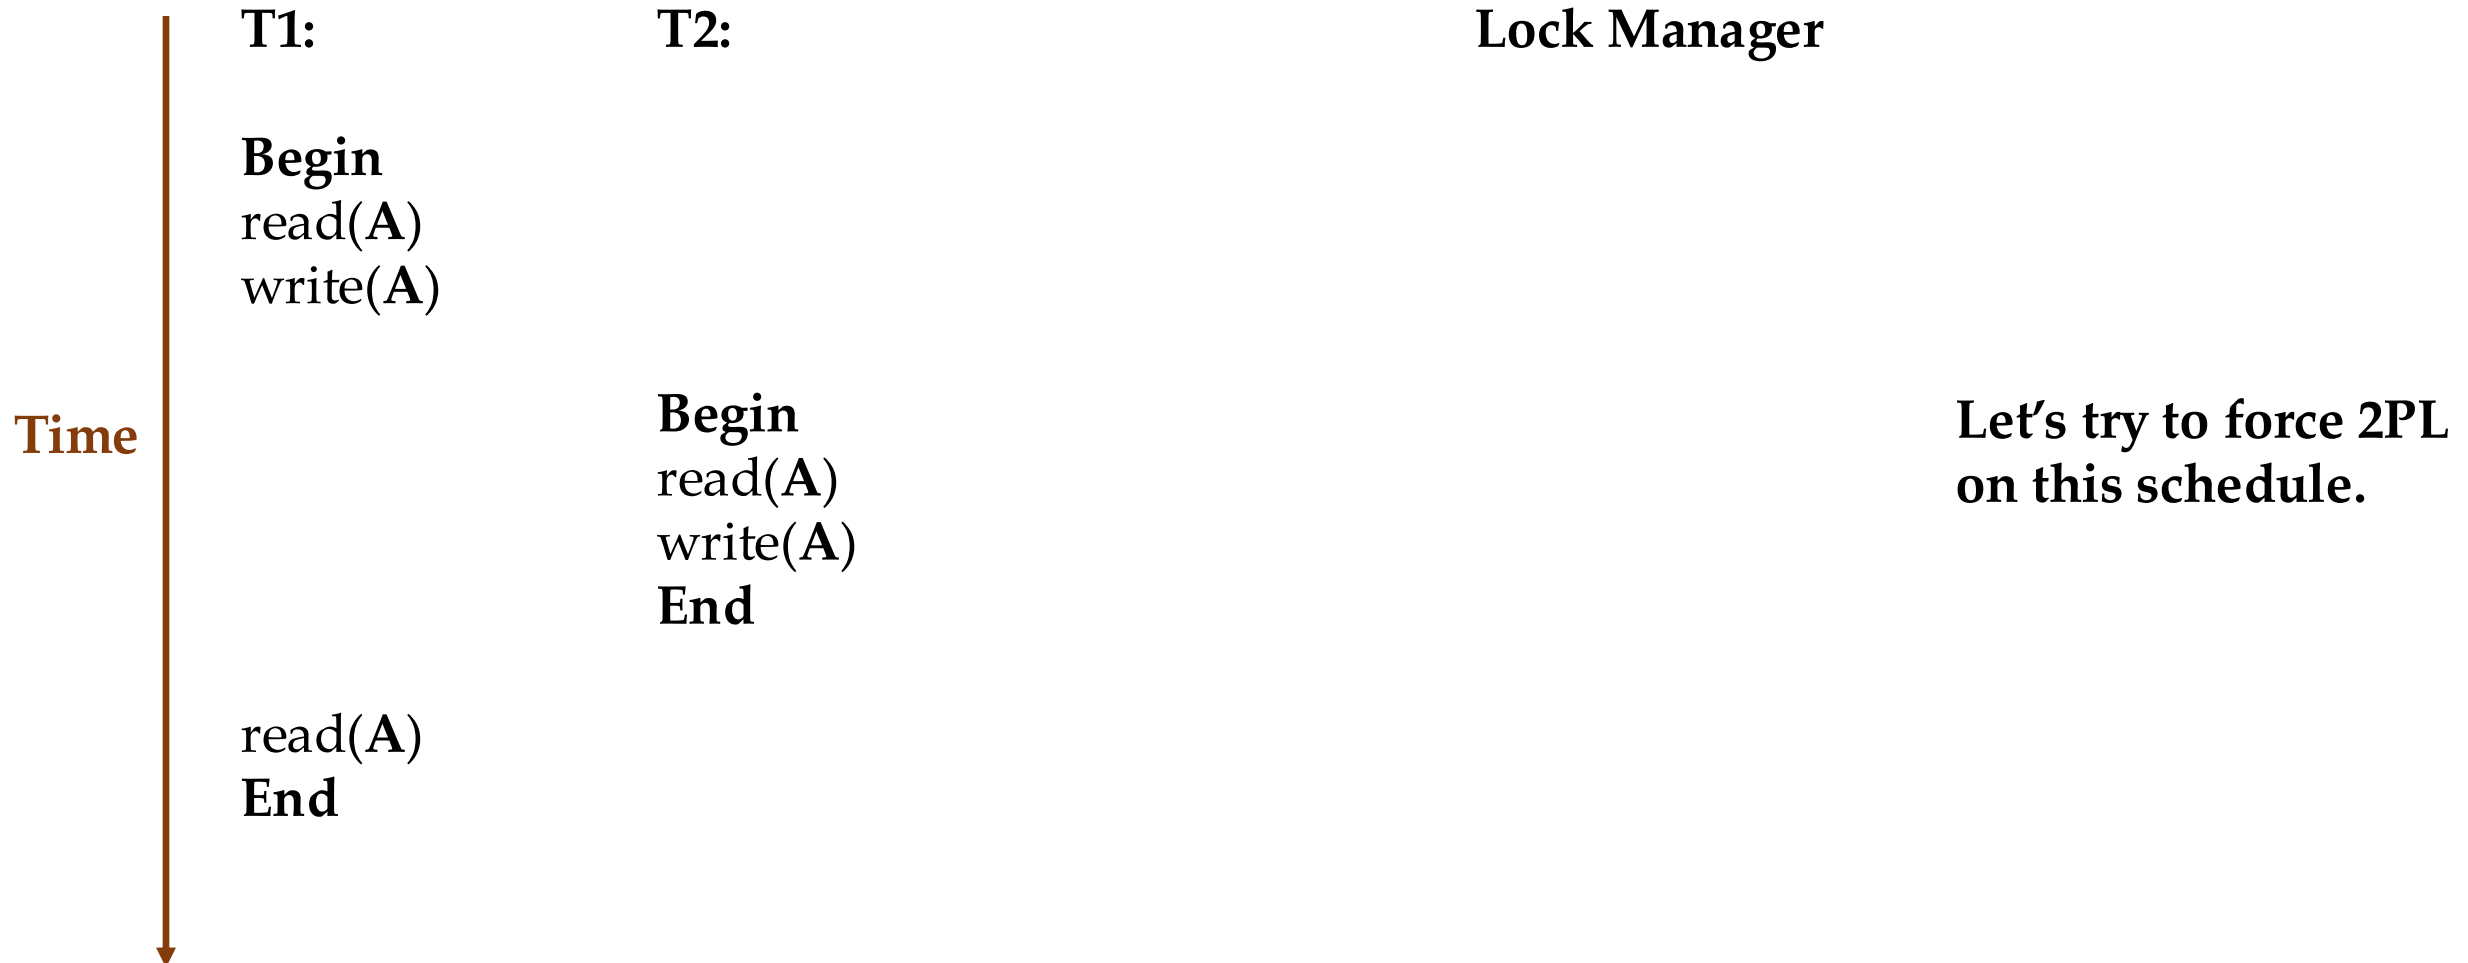 T1: T2: Lock Manager
Begin
read(A)
write(A)
Begin
Time
Let’s try to force 2PL
read(A)
on this schedule.
write(A)
End
read(A)
End